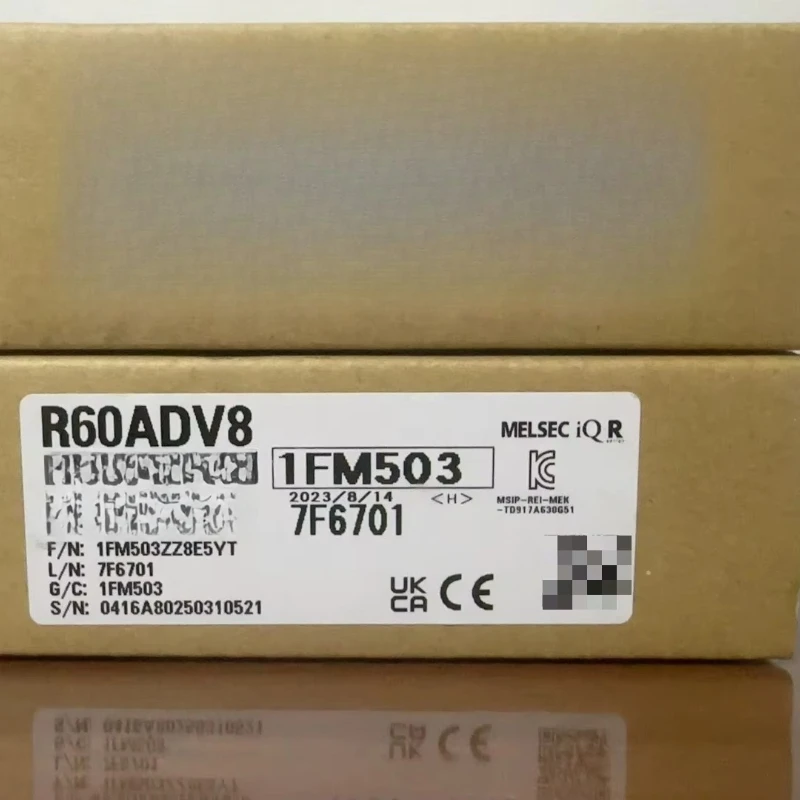 R60ADV8
MELSEC iQ R
1FM503
2023/8/14 <H>
7F6701
MSIP-REI-MEK
-TD917A630G51
F/N: 1FM503ZZ8E5YT
L/N: 7F6701
G/C: 1FM503
S/N: 0416A80250310521
UK
CA CE